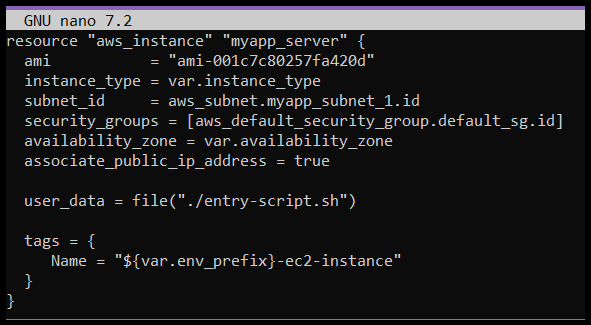 GNU nano 7.2
resource "aws_instance" "myapp_server" {
  ami           = "ami-001c7c80257fa420d"
  instance_type = var.instance_type
  subnet_id     = aws_subnet.myapp_subnet_1.id
  security_groups = [aws_default_security_group.default_sg.id]
  availability_zone = var.availability_zone
  associate_public_ip_address = true

  user_data = file("./entry-script.sh")

  tags = {
     Name = "${var.env_prefix}-ec2-instance"
  }
}